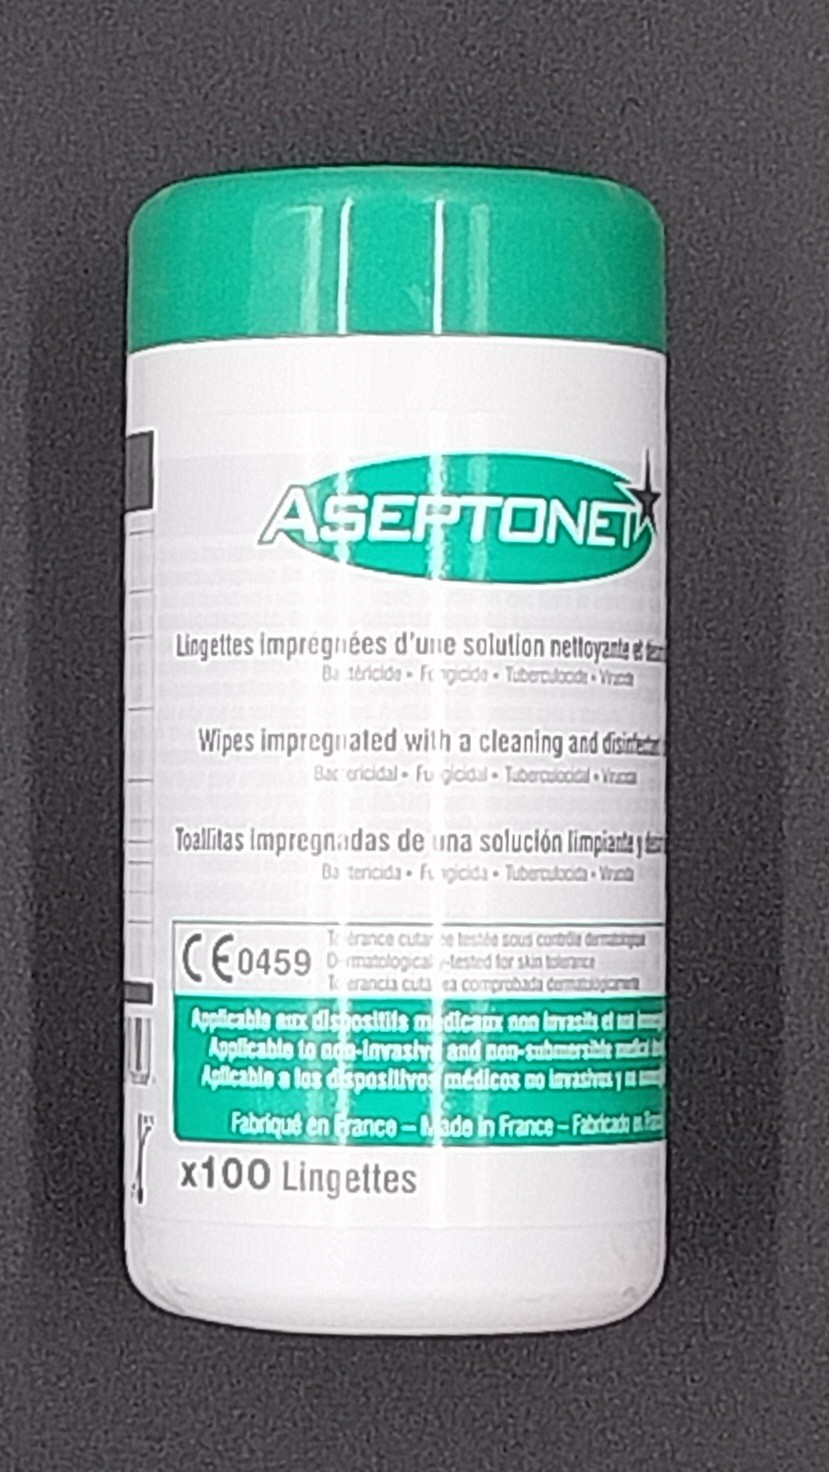 ASEPTONET
Lingettes imprégnées d'une solution nettoyante et
Bactéricide • Fongicide • Tuberculocide •
Wipes impregnated with a cleaning and disinfectant
Bactericidal • Fungicidal • Tuberculocidal •
Toallitas impregnadas de una solución limpiante y
Bactericida • Fungicida • Tuberculocida •
CE 0459
Tolérance cutanée testée sous contrôle dermatologique
Dermatologically-tested for skin tolerance
Tolerancia cutánea comprobada dermatológicamente
Applicable aux dispositifs médicaux non invasifs et non
Applicable to non-invasive and non-submersible medical
Aplicable a los dispositivos médicos no invasivos y no
Fabriqué en France – Made in France – Fabricado en
x100 Lingettes